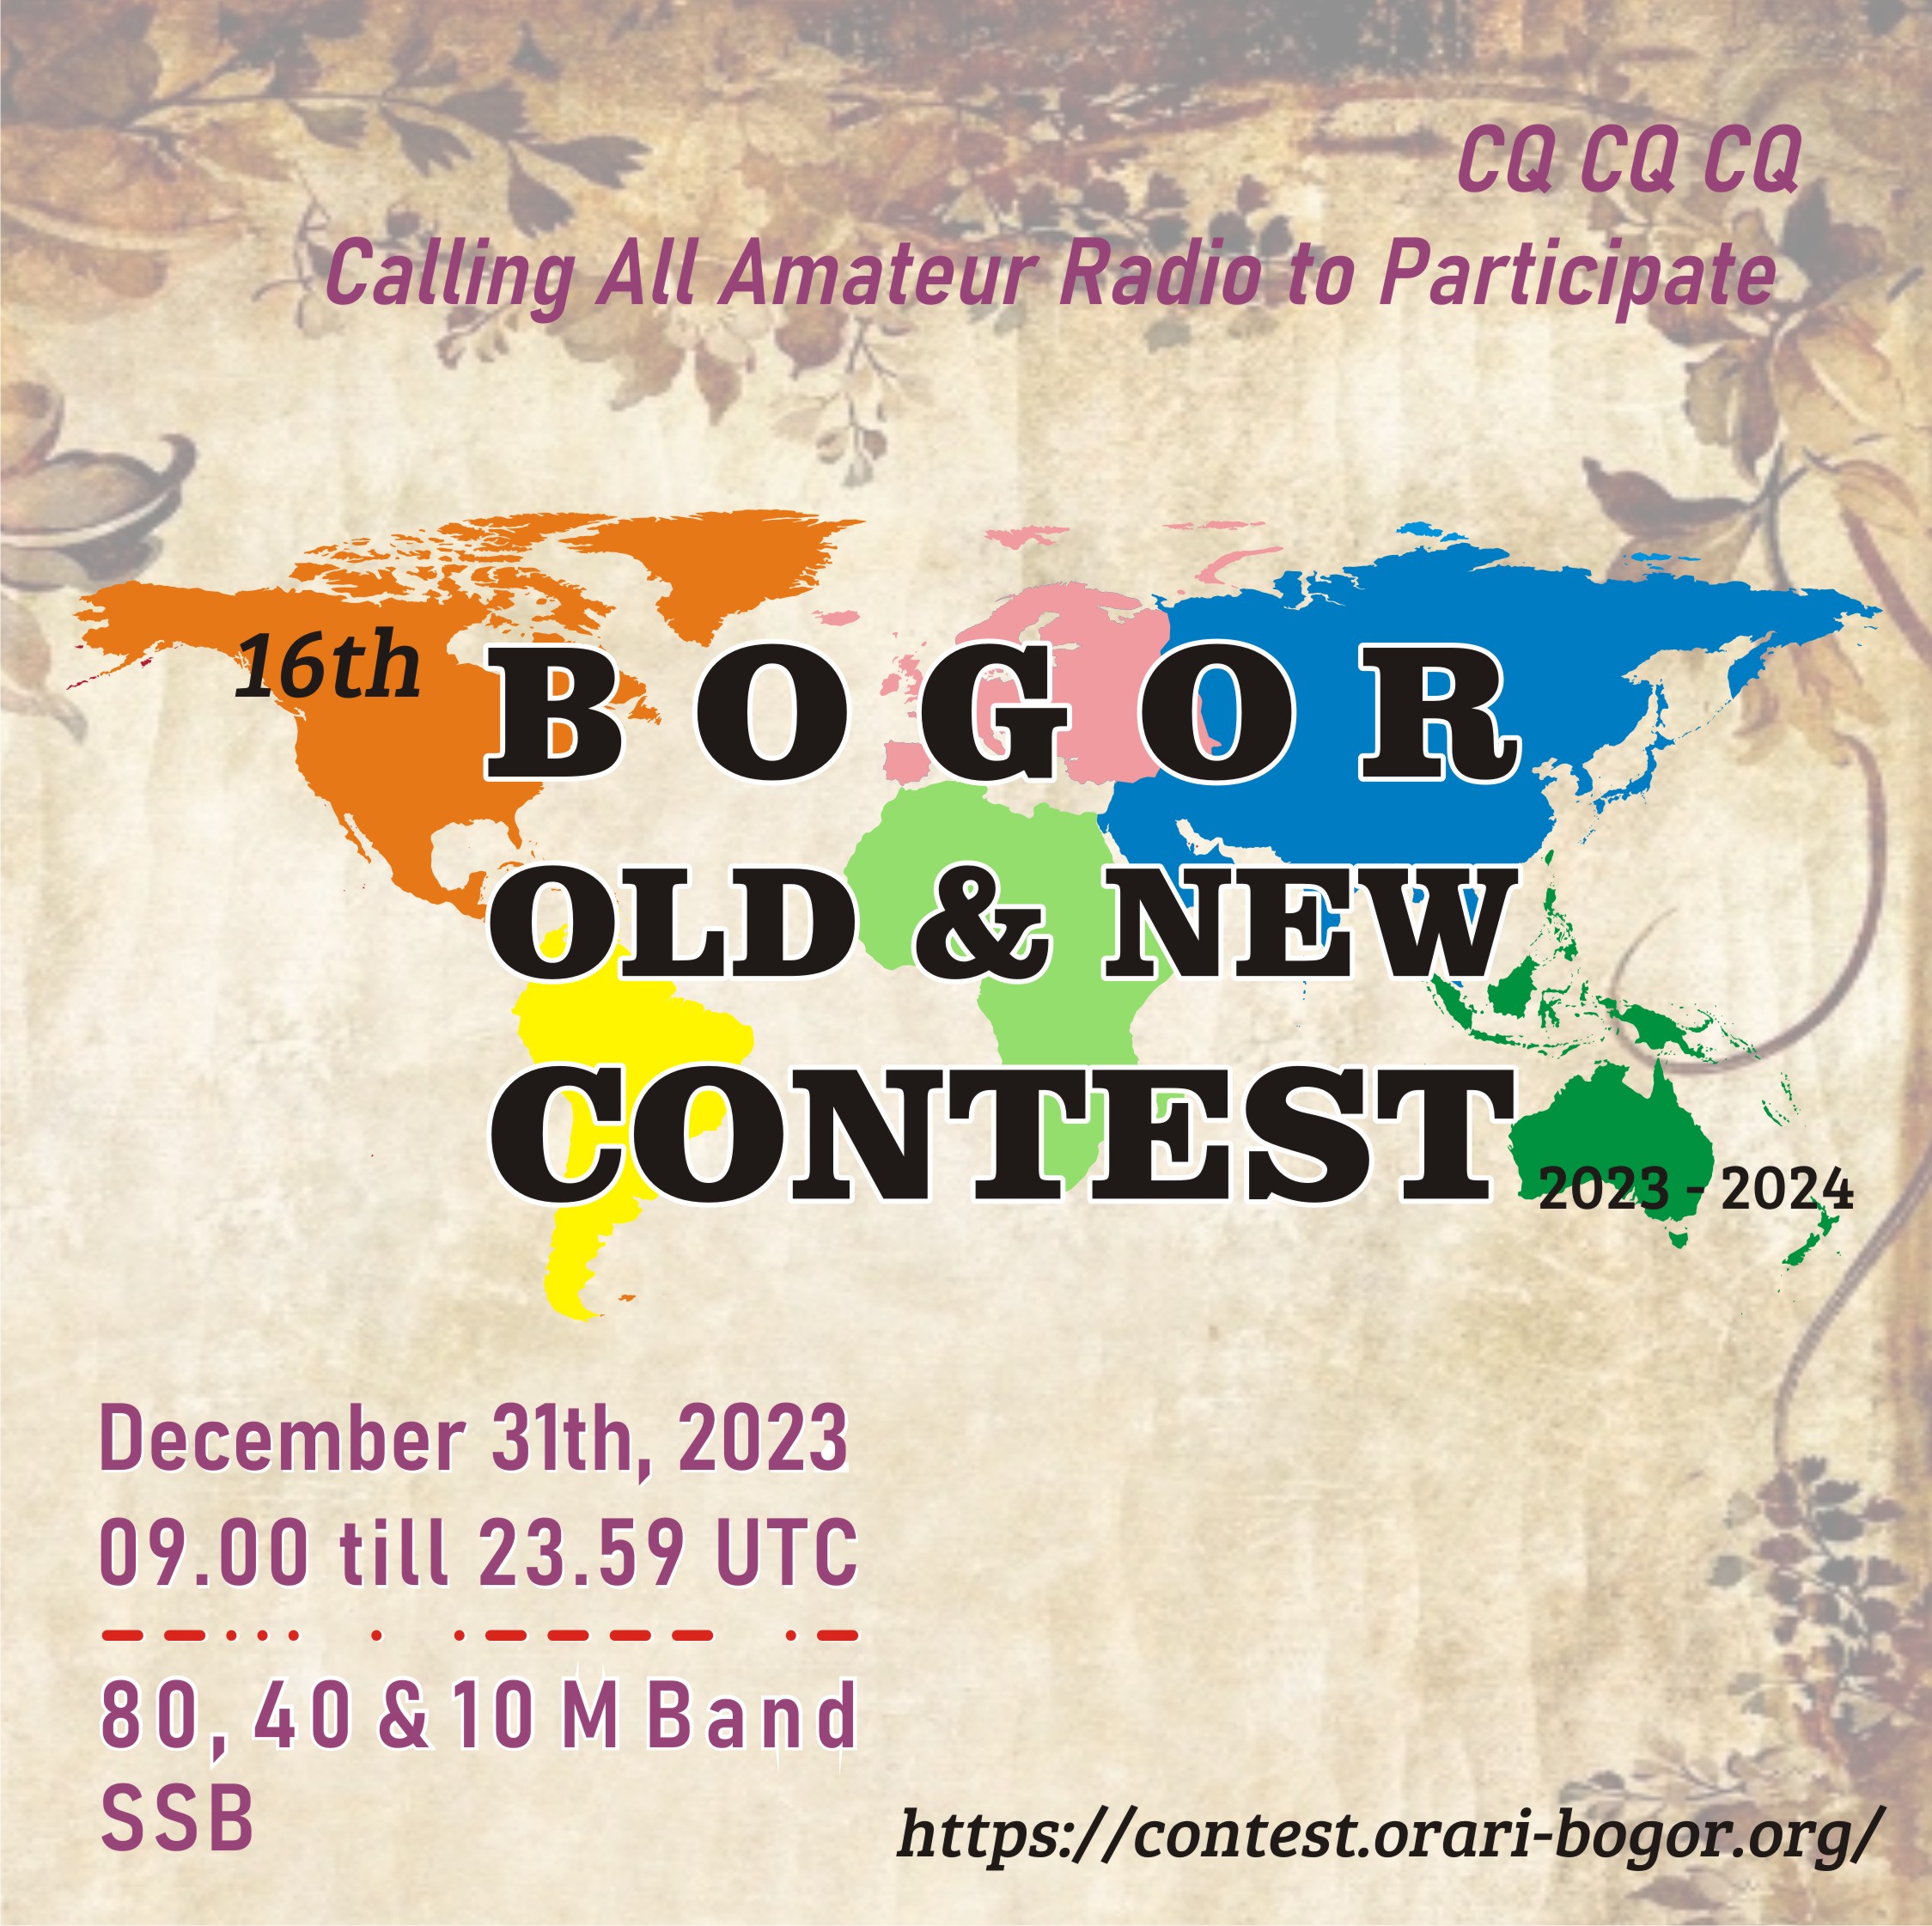 CQ CQ CQ
Calling All Amateur Radio to Participate
16th
BOGOR
OLD & NEW
CONTEST
2023 - 2024
December 31th, 2023
09.00 till 23.59 UTC
80, 40 & 10 M Band
SSB
https://contest.orari-bogor.org/